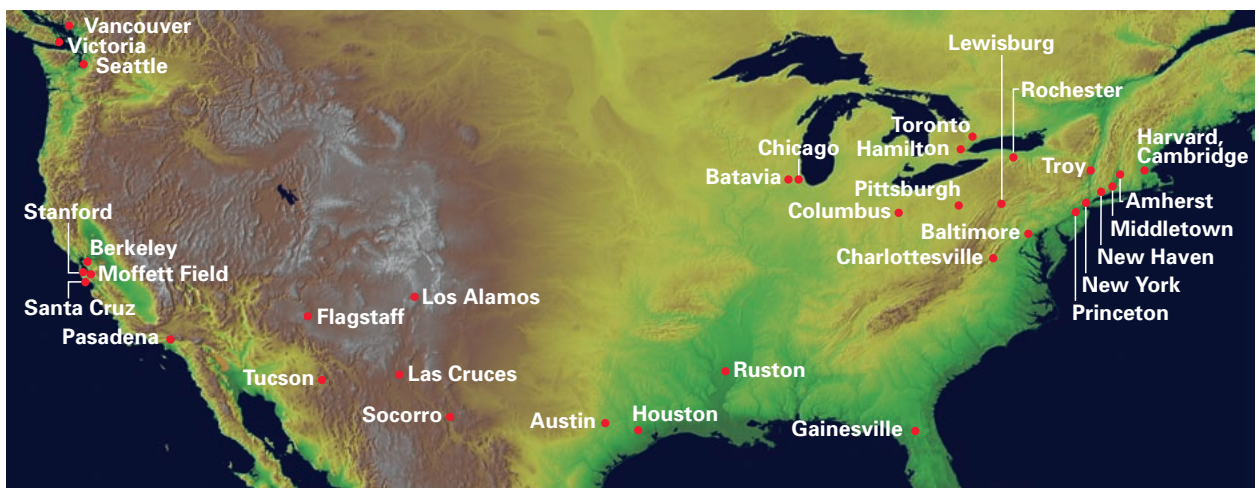 Vancouver
Victoria
Seattle
Lewisburg
Rochester
Toronto
Hamilton
Chicago
Batavia
Harvard,
Cambridge
Troy
Pittsburgh
Columbus
Amherst
Middletown
Baltimore
New Haven
Charlottesville
New York
Princeton
Stanford
Berkeley
Moffett Field
Santa Cruz
Pasadena
Los Alamos
Flagstaff
Tucson
Las Cruces
Socorro
Ruston
Austin
Houston
Gainesville